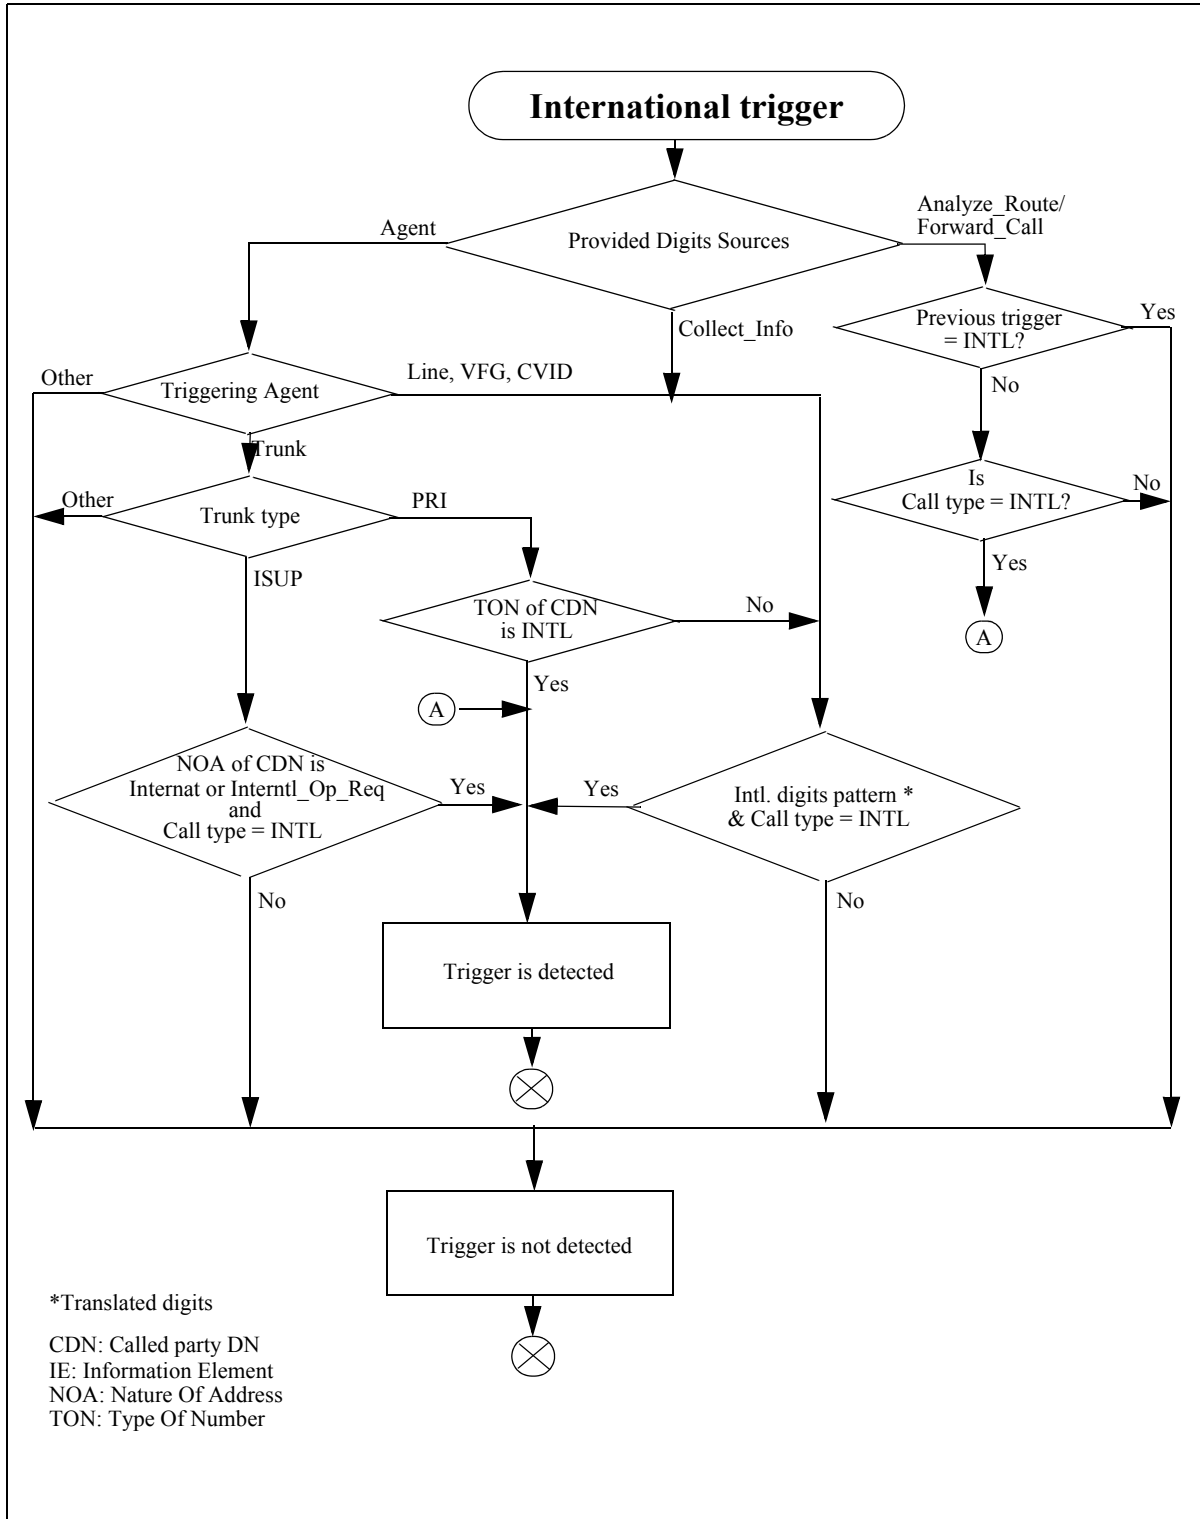 International trigger
Analyze_Route/
Forward_Call
Agent
Provided Digits Sources
Collect_Info
Previous trigger
= INTL?
Yes
Other
Triggering Agent
Line, VFG, CVID
No
Trunk
Is
Call type = INTL?
No
Other
Trunk type
PRI
ISUP
Yes
TON of CDN
is INTL
No
A
Yes
A
NOA of CDN is
Internat or Interntl_Op_Req
and
Call type = INTL
Yes
Yes
Intl. digits pattern *
& Call type = INTL
No
No
Trigger is detected
Trigger is not detected
*Translated digits
CDN: Called party DN
IE: Information Element
NOA: Nature Of Address
TON: Type Of Number